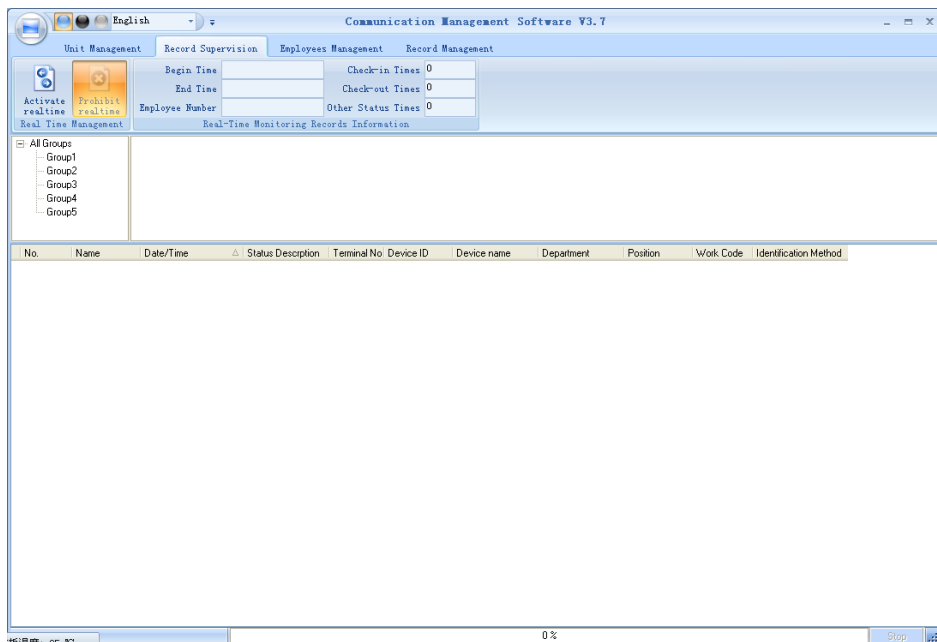 English
Communication Management Software V3.7
Unit Management Record Supervision Employees Management Record Management
Begin Time Check-in Times 0
End Time Check-out Times 0
Employee Number Other Status Times 0
Activate realtime
Prohibit realtime
Real Time Management Real-Time Monitoring Records Information
All Groups
Group1
Group2
Group3
Group4
Group5
No. Name Date/Time Status Descrption Terminal No Device ID Device name Department Position Work Code Identification Method
0 %
Stop